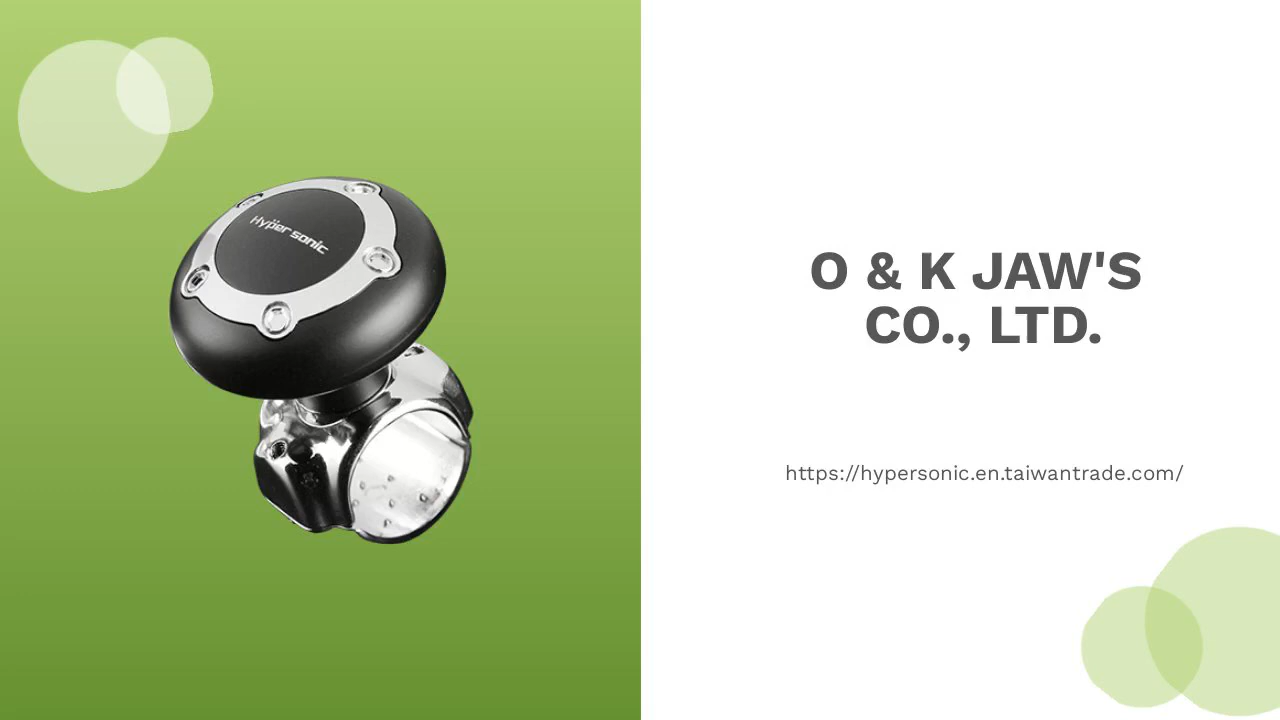 Hyper sonic
O & K JAW'S
CO., LTD.
https://hypersonic.en.taiwantrade.com/